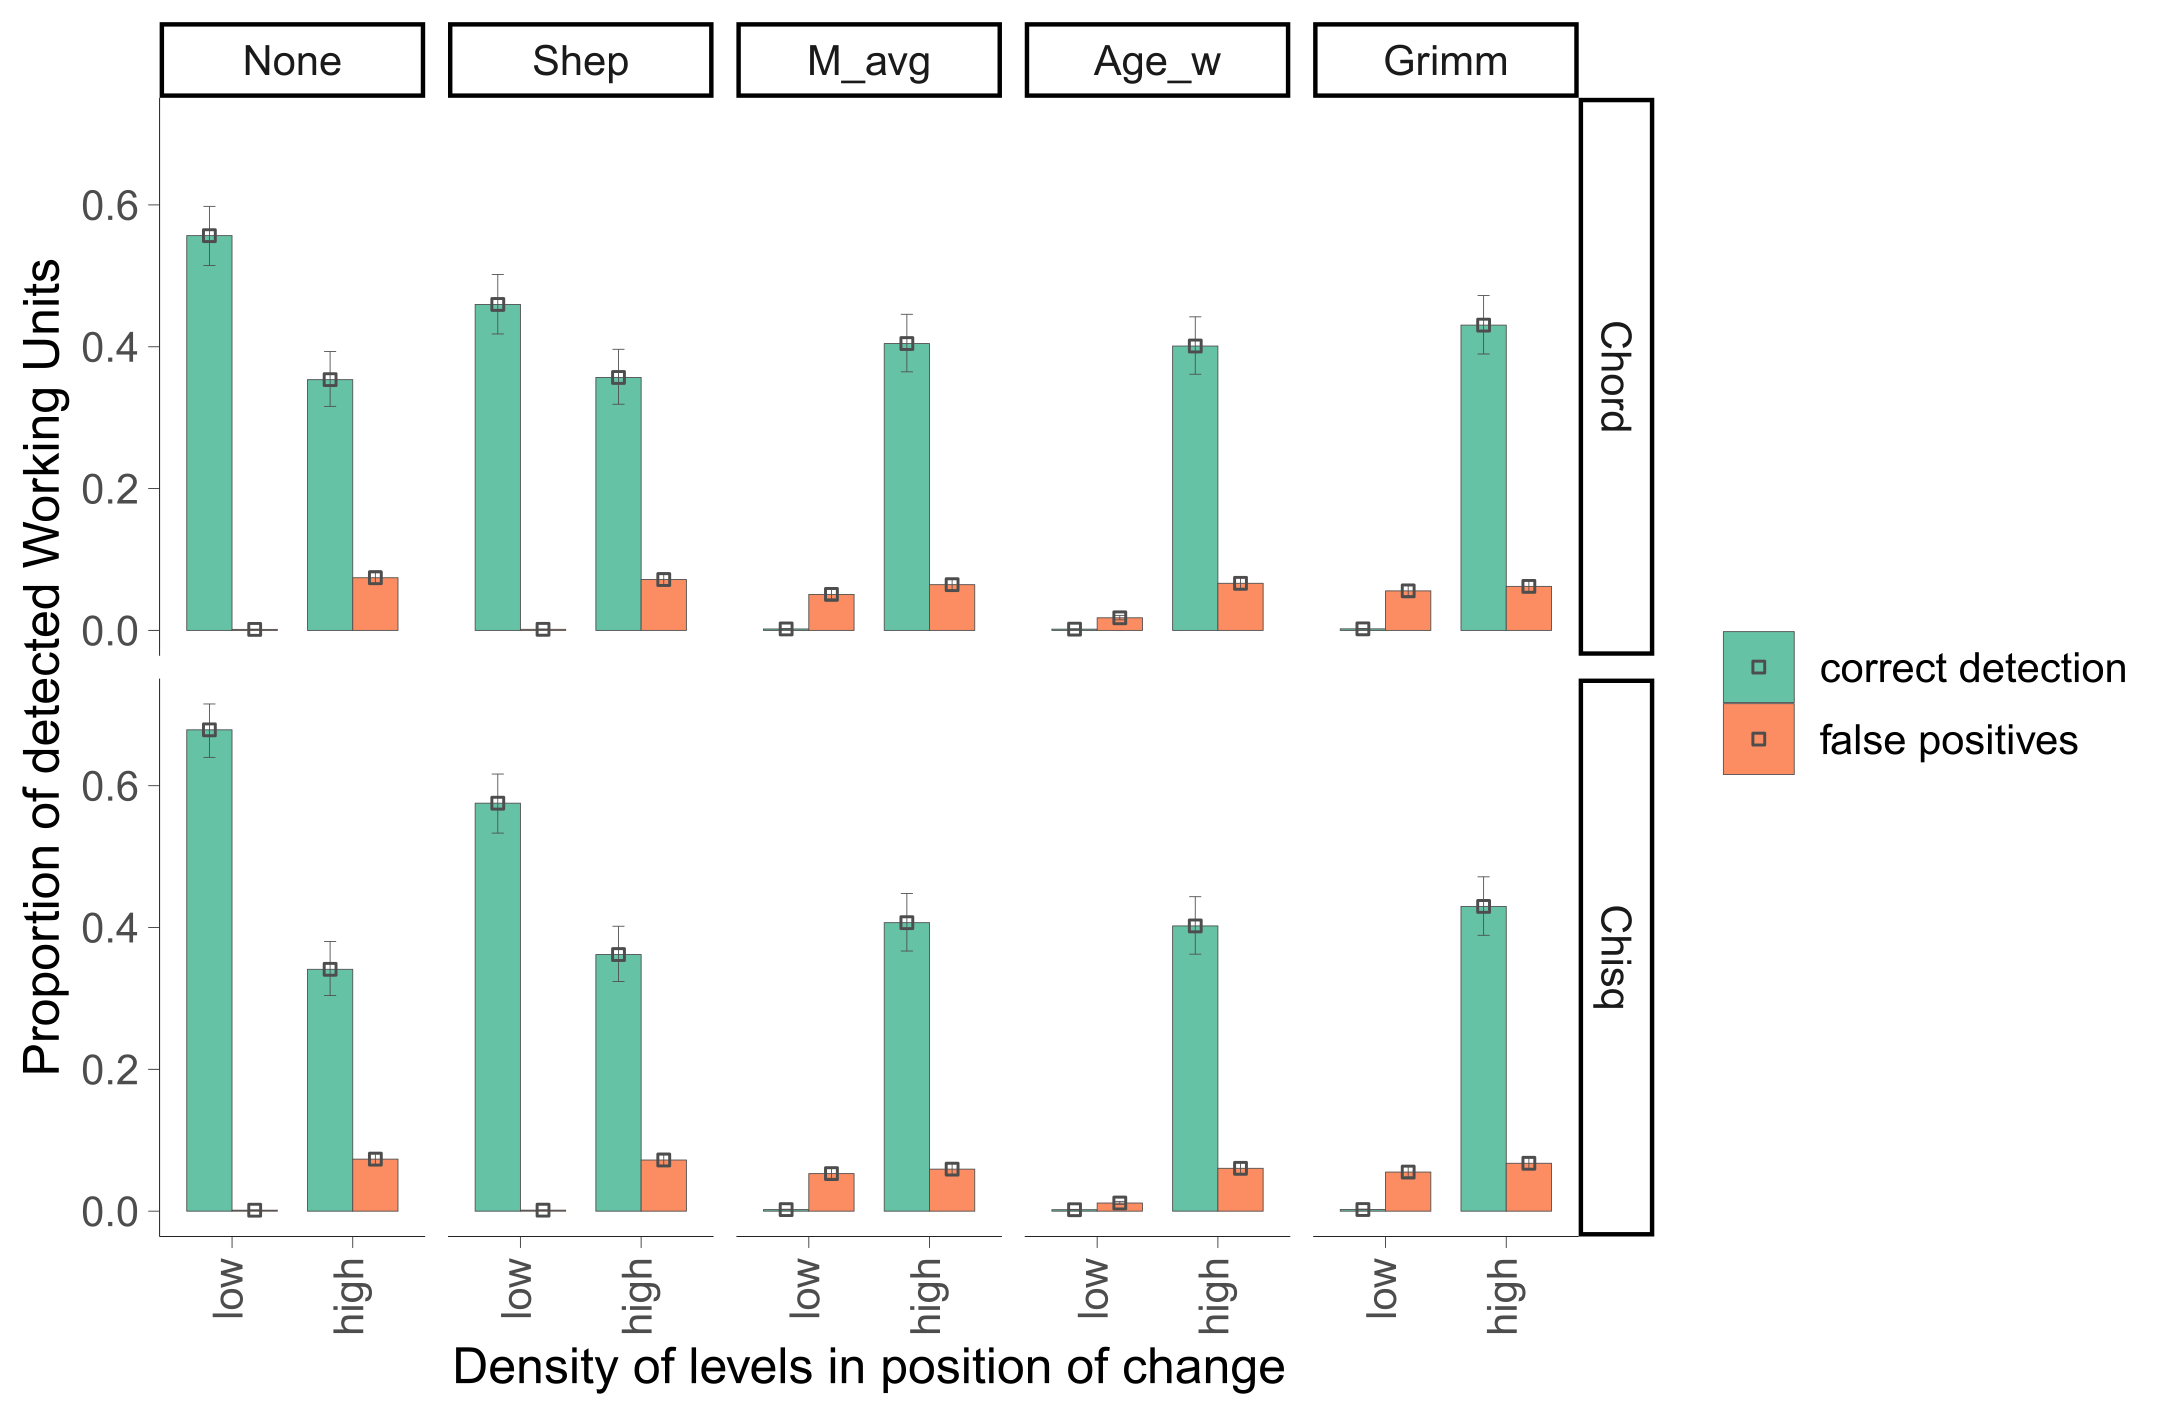 None
Shep
M_avg
Age_w
Grimm
Proportion of detected Working Units
0.6
0.4
0.2
0.0
Chord
0.6
0.4
0.2
0.0
Chisq
correct detection
false positives
low
high
low
high
low
high
low
high
low
high
Density of levels in position of change